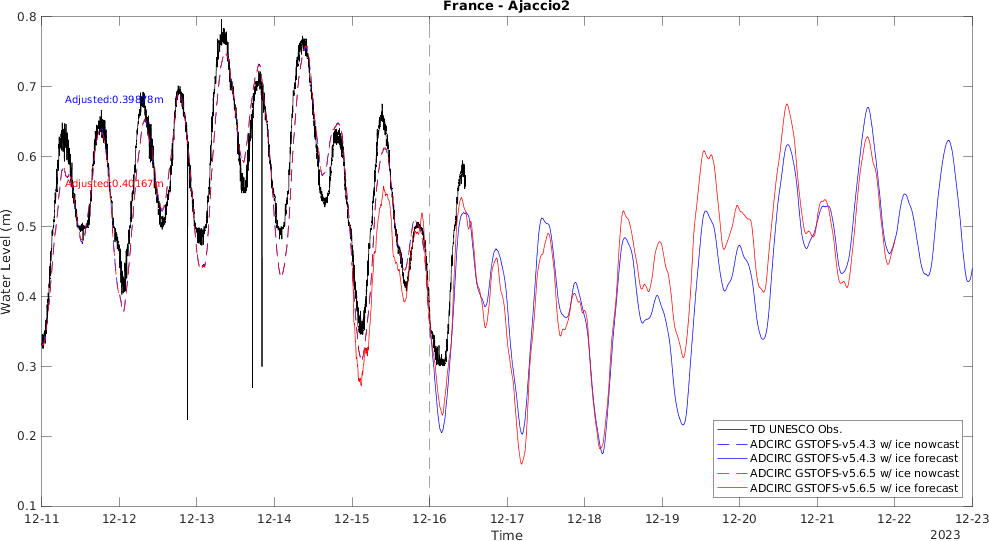 France - Ajaccio2
Water Level (m)
0.8
0.7
0.6
0.5
0.4
0.3
0.2
0.1
Adjusted:0.39878m
Adjusted:0.40167m
TD UNESCO Obs.
ADCIRC GSTOFS-v5.4.3 w/ ice nowcast
ADCIRC GSTOFS-v5.4.3 w/ ice forecast
ADCIRC GSTOFS-v5.6.5 w/ ice nowcast
ADCIRC GSTOFS-v5.6.5 w/ ice forecast
12-11 12-12 12-13 12-14 12-15 12-16 12-17 12-18 12-19 12-20 12-21 12-22 12-23
Time
2023